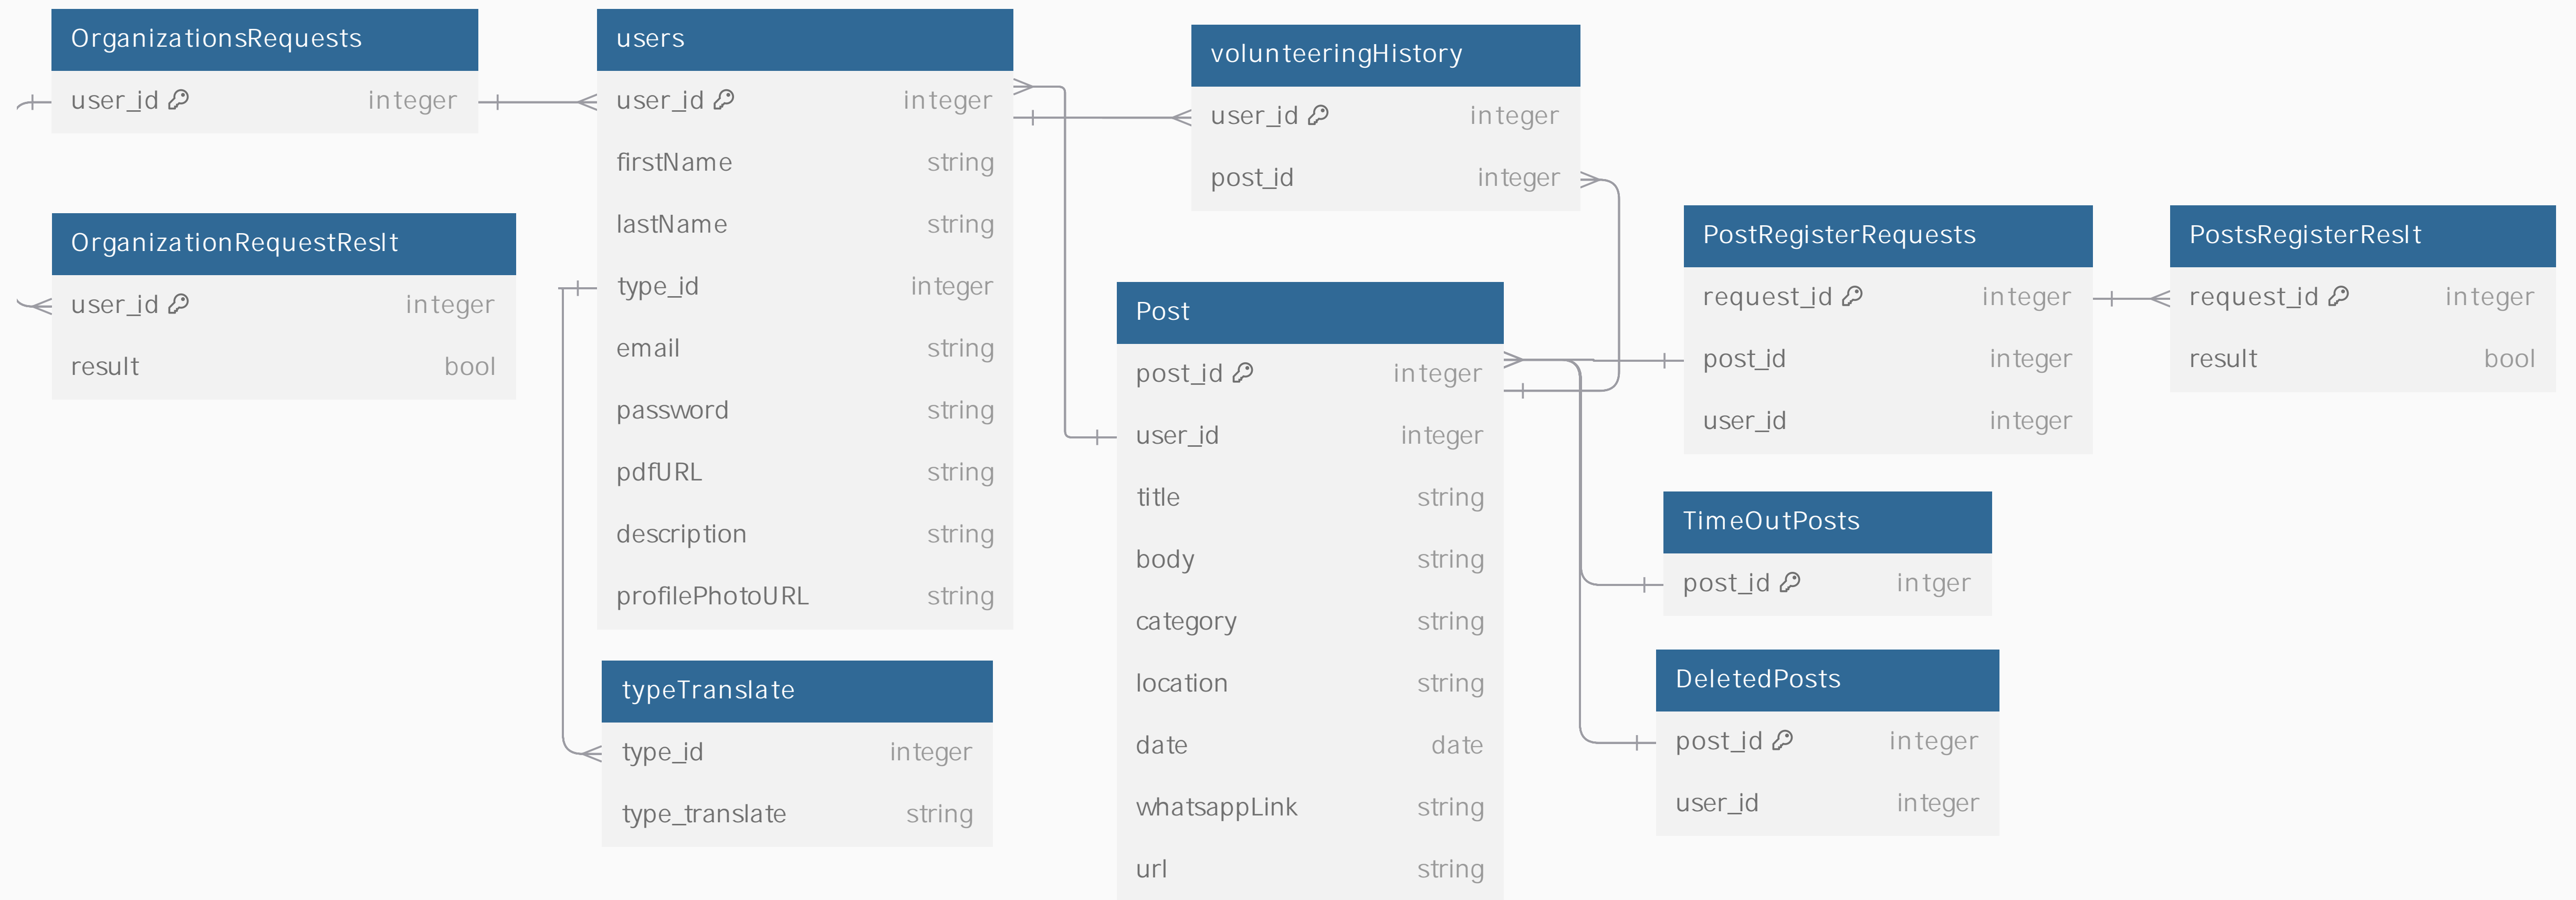 OrganizationsRequests
user_id integer
OrganizationRequestReslt
user_id integer
result bool
users
user_id integer
firstName string
lastName string
type_id integer
email string
password string
pdfURL string
description string
profilePhotoURL string
typeTranslate
type_id integer
type_translate string
volunteeringHistory
user_id integer
post_id integer
Post
post_id integer
user_id integer
title string
body string
category string
location string
date date
whatsappLink string
url string
PostRegisterRequests
request_id integer
post_id integer
user_id integer
PostsRegisterReslt
request_id integer
result bool
TimeOutPosts
post_id intger
DeletedPosts
post_id integer
user_id integer